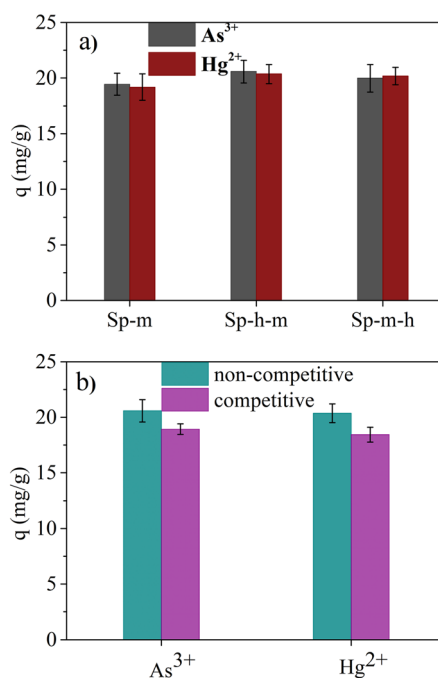 a)
As³⁺
Hg²⁺
25
20
15
10
5
0
q (mg/g)
Sp-m Sp-h-m Sp-m-h
b)
non-competitive
competitive
25
20
15
10
5
0
q (mg/g)
As³⁺ Hg²⁺